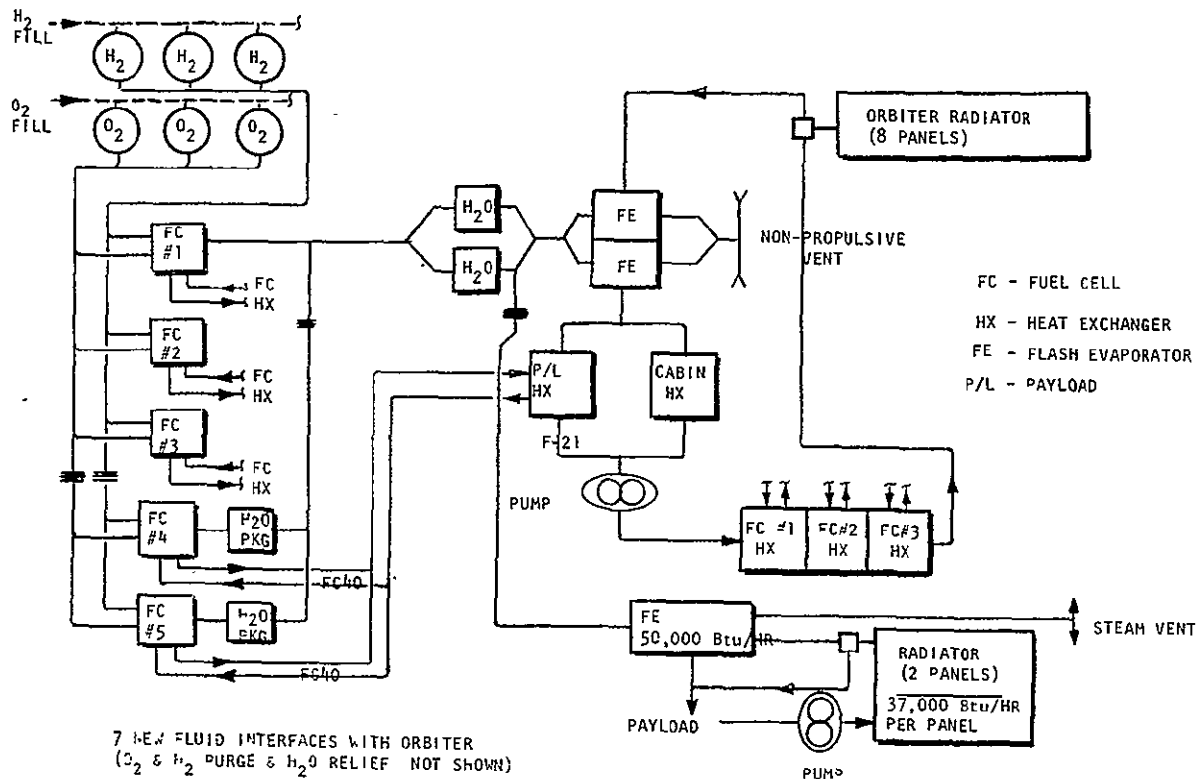 H2
FILL
H2
H2
H2
O2
FILL
O2
O2
O2
ORBITER RADIATOR
(8 PANELS)
H2O
H2O
FE
FE
NON-PROPULSIVE
VENT
FC - FUEL CELL
HX - HEAT EXCHANGER
FE - FLASH EVAPORATOR
P/L - PAYLOAD
FC
#1
FC
HX
FC
#2
FC
HX
FC
#3
FC
HX
P/L
HX
CABIN
HX
F-21
PUMP
FC #1
HX
FC#2
HX
FC#3
HX
FC
#4
H2O
PKG
FC40
FC
#5
H2O
PKG
FC40
FE
50,000 Btu/HR
STEAM VENT
RADIATOR
(2 PANELS)
37,000 Btu/HR
PER PANEL
PAYLOAD
PUMP
7 NEW FLUID INTERFACES WITH ORBITER
(O2 & H2 PURGE & H2O RELIEF NOT SHOWN)